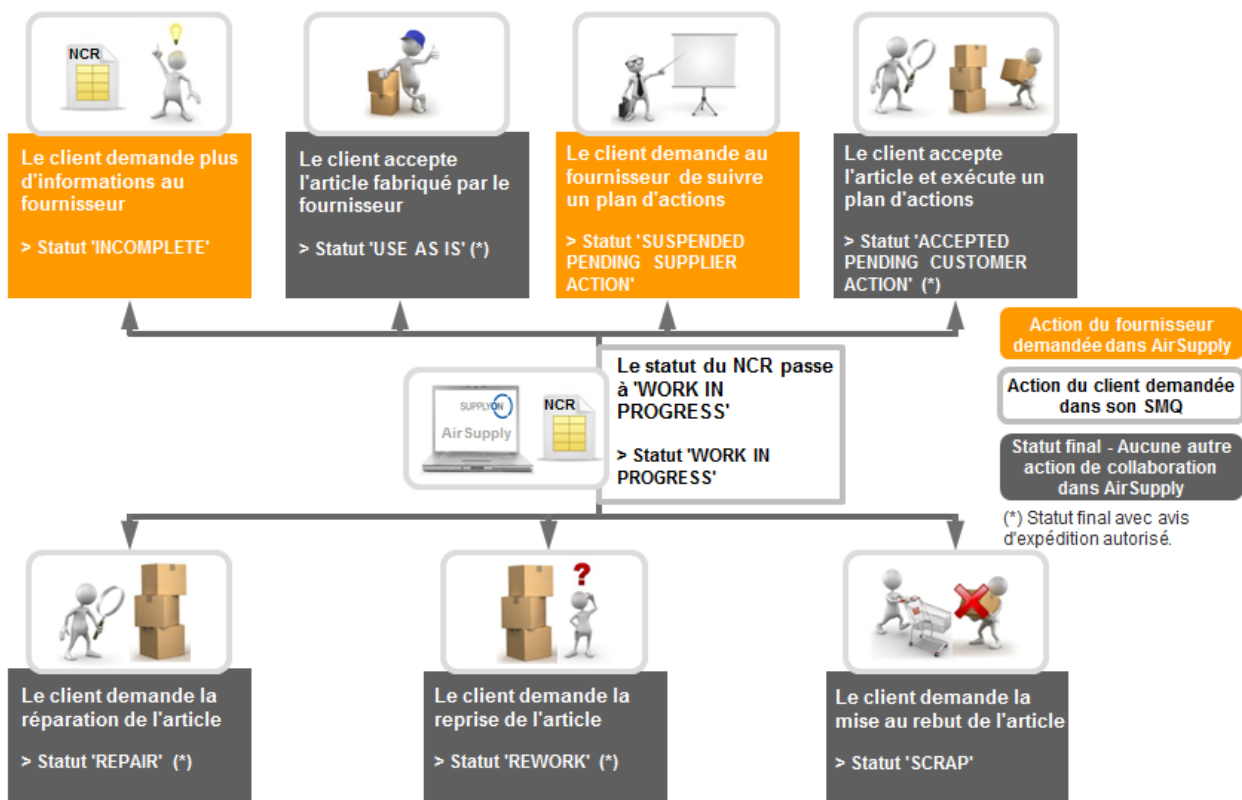 NCR
Le client demande plus
d'informations au
fournisseur
> Statut 'INCOMPLETE'
Le client accepte
l'article fabriqué par le
fournisseur
> Statut 'USE AS IS' (*)
Le client demande au
fournisseur de suivre
un plan d'actions
> Statut 'SUSPENDED
PENDING SUPPLIER
ACTION'
Le client accepte
l'article et exécute un
plan d'actions
> Statut 'ACCEPTED
PENDING CUSTOMER
ACTION' (*)
SUPPLYON
AirSupply
NCR
Le statut du NCR passe
à 'WORK IN
PROGRESS'
> Statut 'WORK IN
PROGRESS'
Action du fournisseur
demandée dans AirSupply
Action du client demandée
dans son SMQ
Statut final - Aucune autre
action de collaboration
dans AirSupply
(*) Statut final avec avis
d'expédition autorisé.
Le client demande la
réparation de l'article
> Statut 'REPAIR' (*)
?
Le client demande la
reprise de l'article
> Statut 'REWORK' (*)
Le client demande la
mise au rebut de l'article
> Statut 'SCRAP'